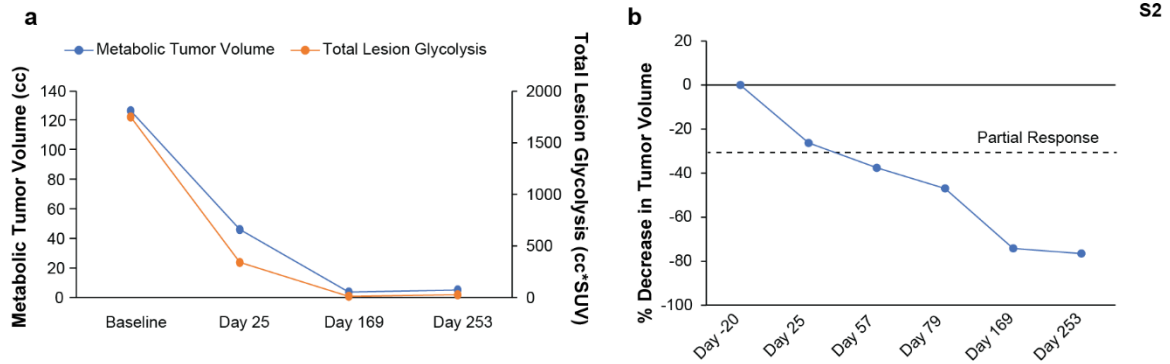 S2
a
Metabolic Tumor Volume
Total Lesion Glycolysis
Metabolic Tumor Volume (cc)
140
120
100
80
60
40
20
0
Total Lesion Glycolysis (cc*SUV)
2000
1500
1000
500
0
Baseline
Day 25
Day 169
Day 253
b
% Decrease in Tumor Volume
20
0
-20
-40
-60
-80
-100
Partial Response
Day -20
Day 25
Day 57
Day 79
Day 169
Day 253